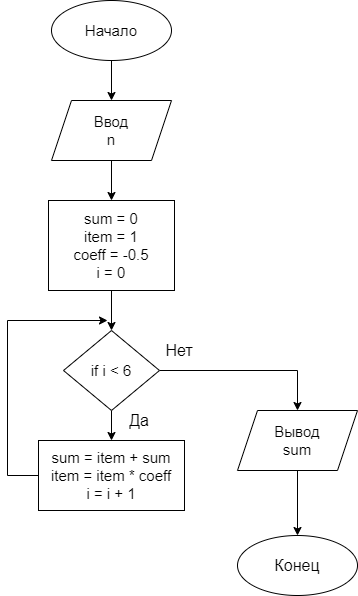 Начало
Ввод
n
sum = 0
item = 1
coeff = -0.5
i = 0
if i < 6
Нет
Да
sum = item + sum
item = item * coeff
i = i + 1
Вывод
sum
Конец